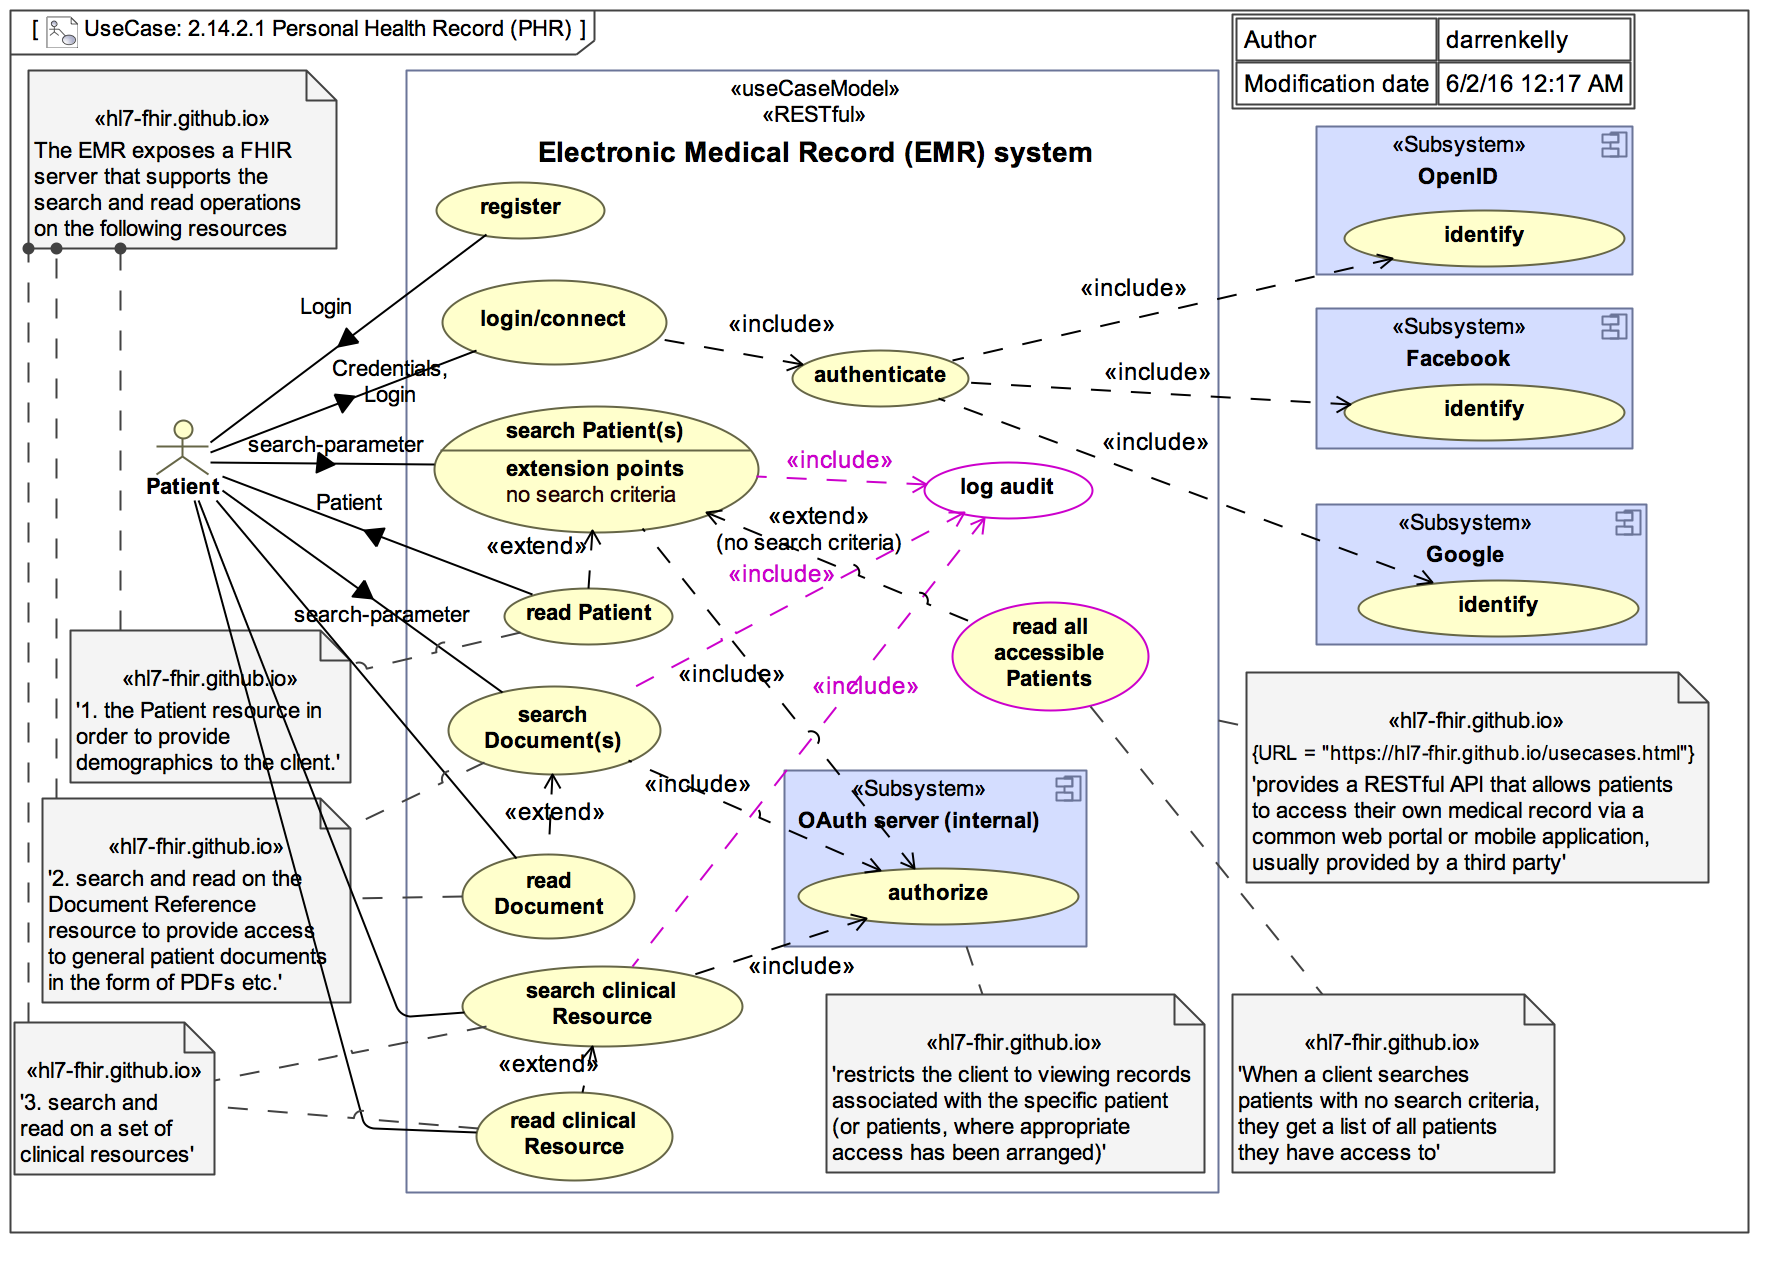 [ UseCase: 2.14.2.1 Personal Health Record (PHR) ]
Author darrenkelly
Modification date 6/2/16 12:17 AM
«hl7-fhir.github.io»
The EMR exposes a FHIR
server that supports the
search and read operations
on the following resources
«useCaseModel»
«RESTful»
Electronic Medical Record (EMR) system
register
Login
login/connect
Credentials,
Login
«include»
authenticate
«include»
«include»
«include»
«Subsystem»
OpenID
identify
«Subsystem»
Facebook
identify
«Subsystem»
Google
identify
search-parameter
Patient
search Patient(s)
extension points
no search criteria
«include»
log audit
Patient
«extend»
«extend»
(no search criteria)
«include»
read Patient
search-parameter
read all
accessible
Patients
«include»
«include»
«hl7-fhir.github.io»
'1. the Patient resource in
order to provide
demographics to the client.'
search
Document(s)
«include»
«extend»
«Subsystem»
OAuth server (internal)
authorize
«hl7-fhir.github.io»
{URL = "https://hl7-fhir.github.io/usecases.html"}
'provides a RESTful API that allows patients
to access their own medical record via a
common web portal or mobile application,
usually provided by a third party'
«hl7-fhir.github.io»
'2. search and read on the
Document Reference
resource to provide access
to general patient documents
in the form of PDFs etc.'
read
Document
«include»
search clinical
Resource
«extend»
read clinical
Resource
«hl7-fhir.github.io»
'3. search and
read on a set of
clinical resources'
«hl7-fhir.github.io»
'restricts the client to viewing records
associated with the specific patient
(or patients, where appropriate
access has been arranged)'
«hl7-fhir.github.io»
'When a client searches
patients with no search criteria,
they get a list of all patients
they have access to'